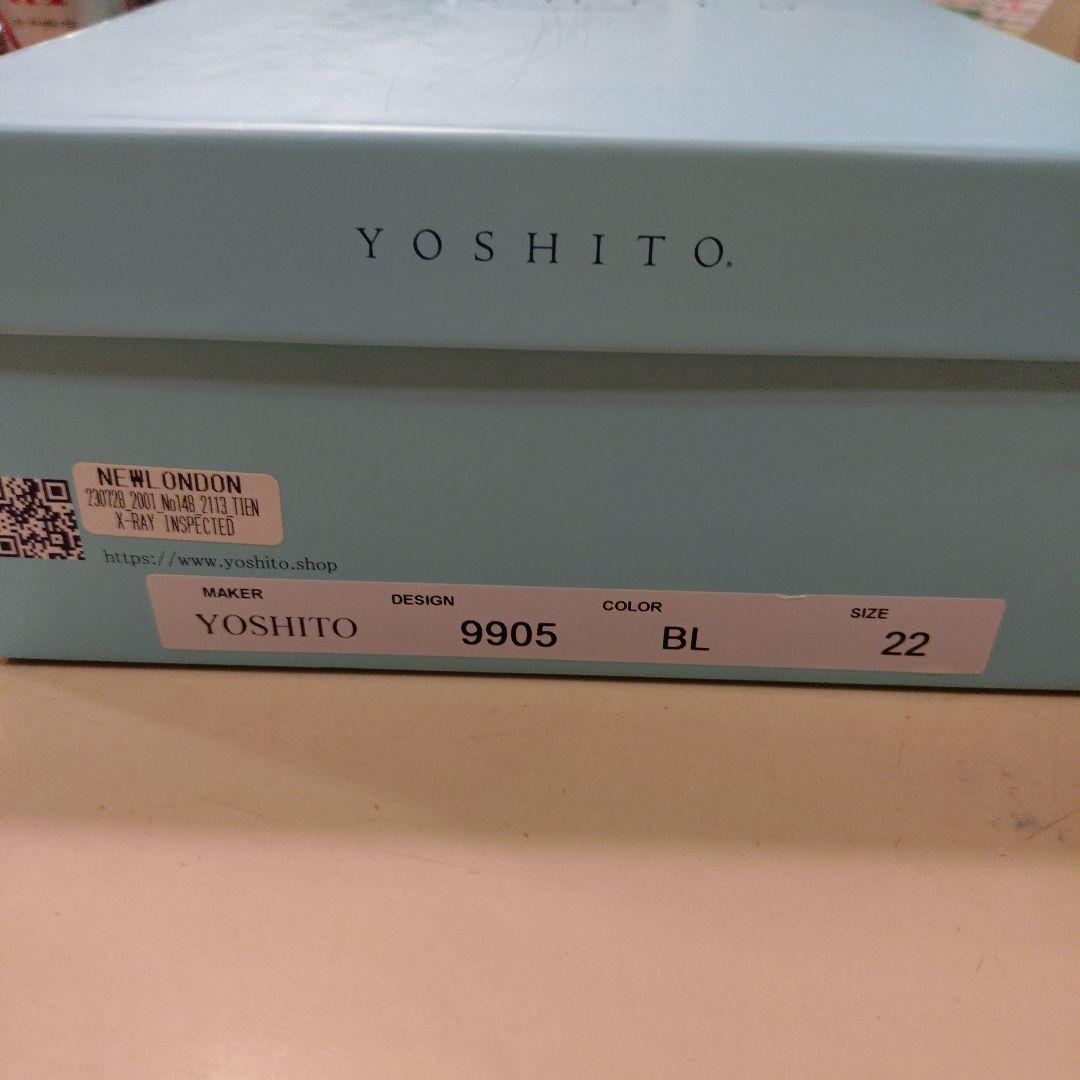 YOSHITO.
NEWLONDON
230728_2001_No148_2113_TIEN
X-RAY INSPECTED
https://www.yoshito.shop
MAKER DESIGN COLOR SIZE
YOSHITO 9905 BL 22